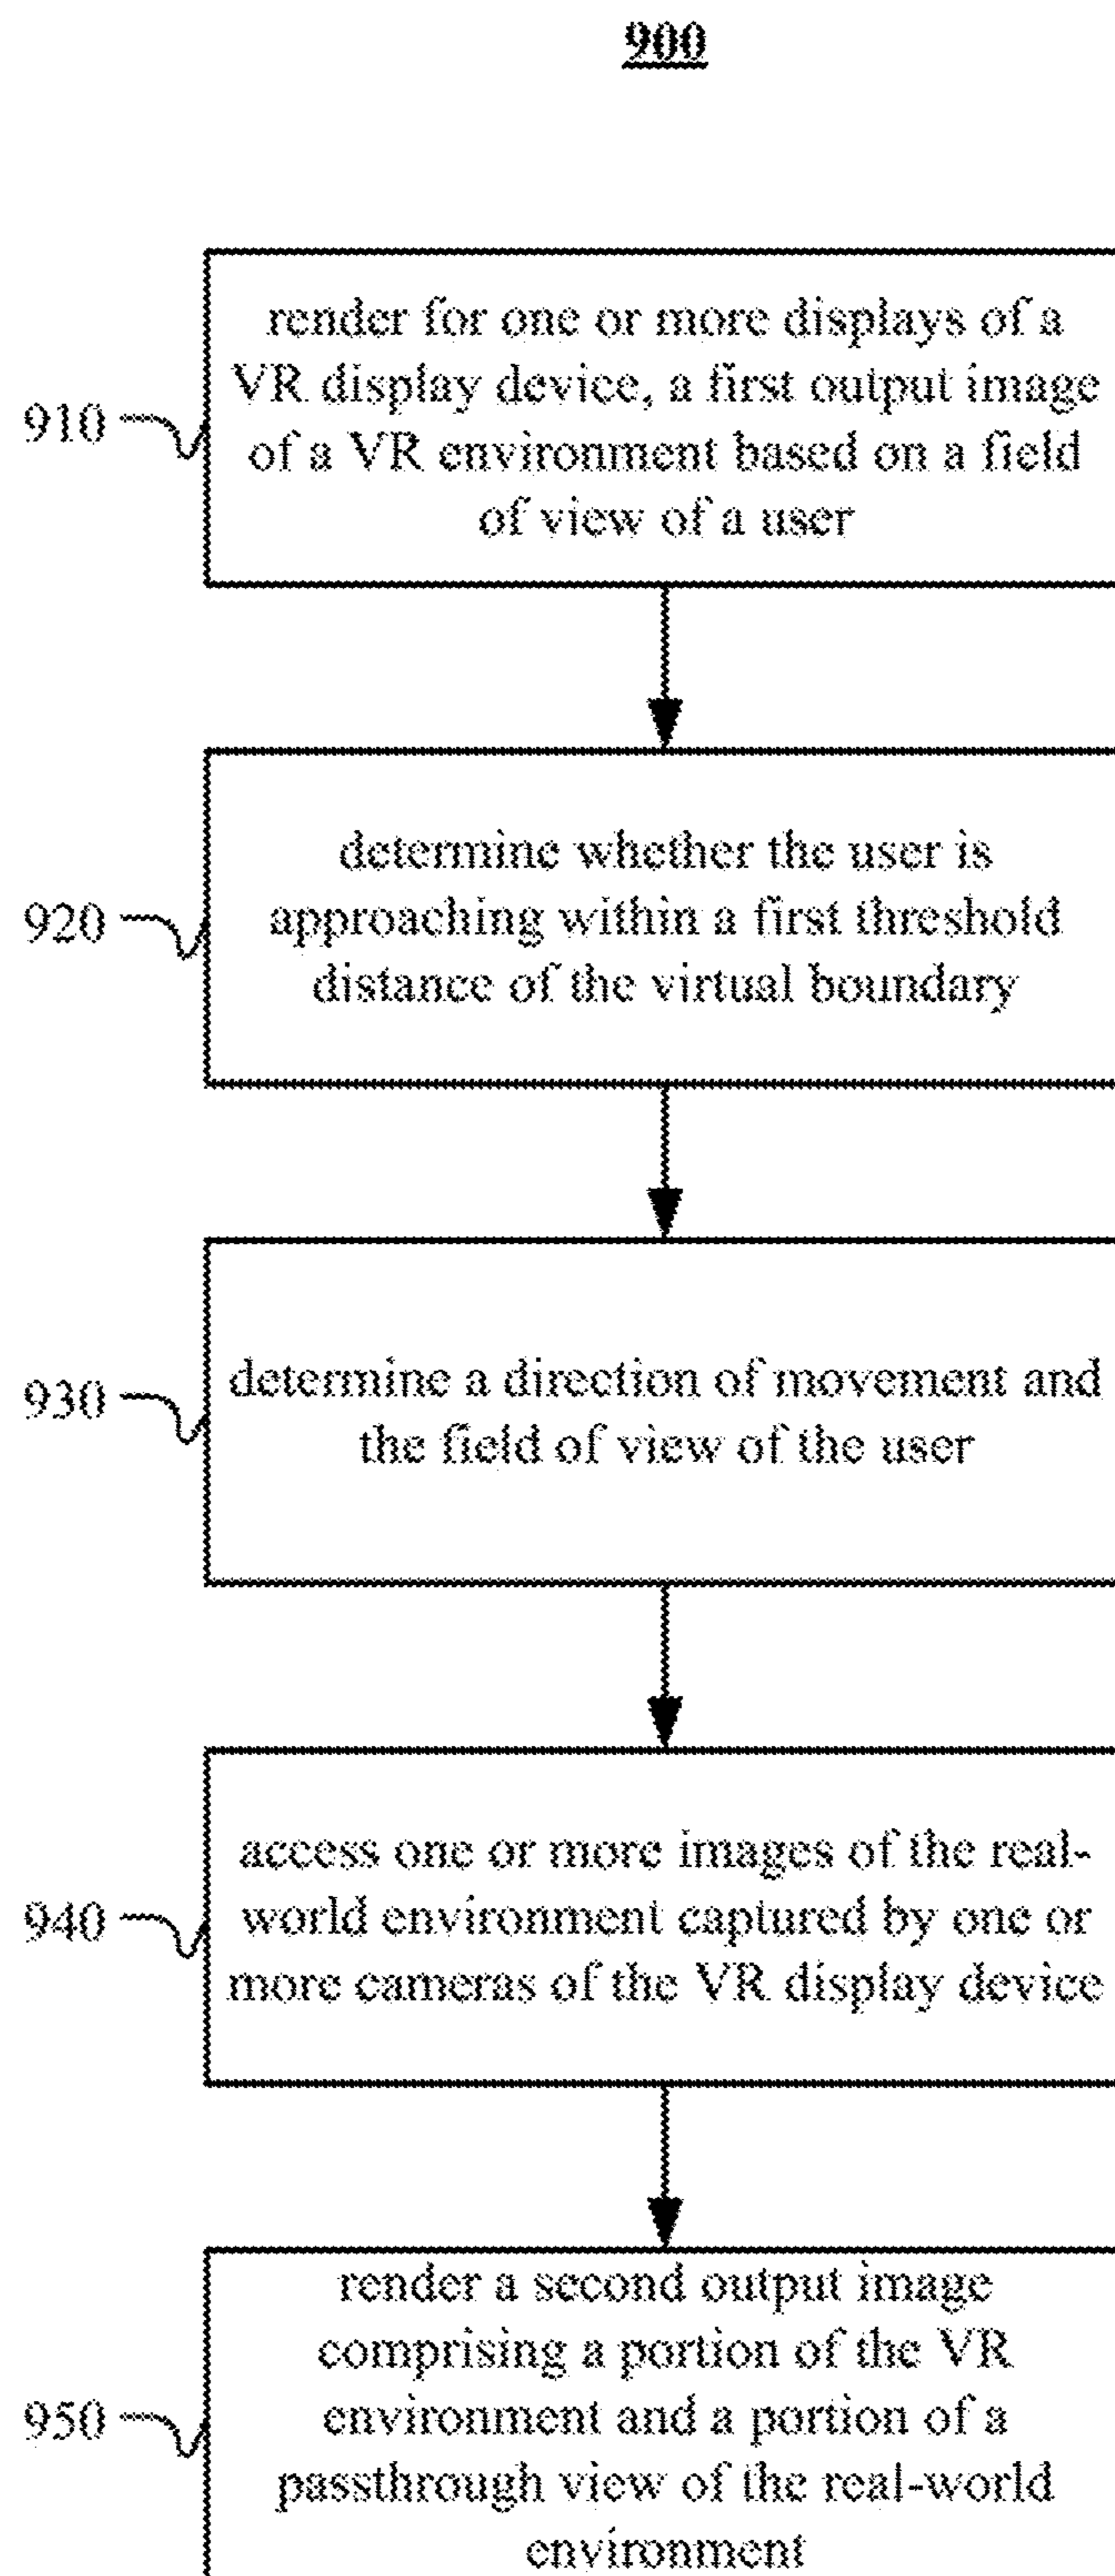 900
render for one or more displays of a
VR display device, a first output image
of a VR environment based on a field
of view of a user
910
determine whether the user is
approaching within a first threshold
distance of the virtual boundary
920
determine a direction of movement and
the field of view of the user
930
access one or more images of the real-
world environment captured by one or
more cameras of the VR display device
940
render a second output image
comprising a portion of the VR
environment and a portion of a
passthrough view of the real-world
environment
950